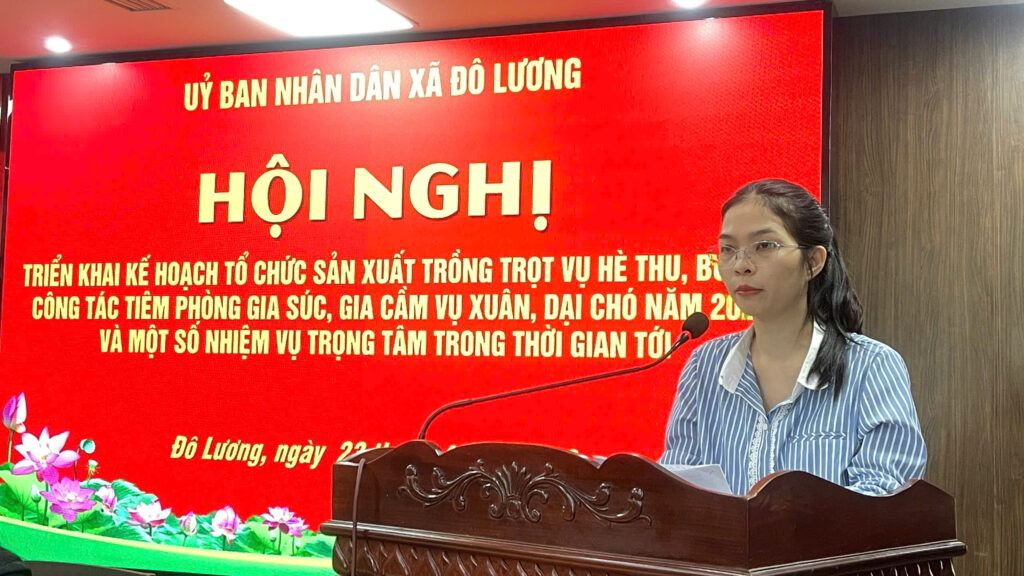 UỶ BAN NHÂN DÂN XÃ ĐÔ LƯƠNG
HỘI NGHỊ
TRIỂN KHAI KẾ HOẠCH TỔ CHỨC SẢN XUẤT TRỒNG TRỌT VỤ HÈ THU,
CÔNG TÁC TIÊM PHÒNG GIA SÚC, GIA CẦM VỤ XUÂN, DẠI CHÓ NĂM
VÀ MỘT SỐ NHIỆM VỤ TRỌNG TÂM TRONG THỜI GIAN TỚI
Đô Lương, ngày